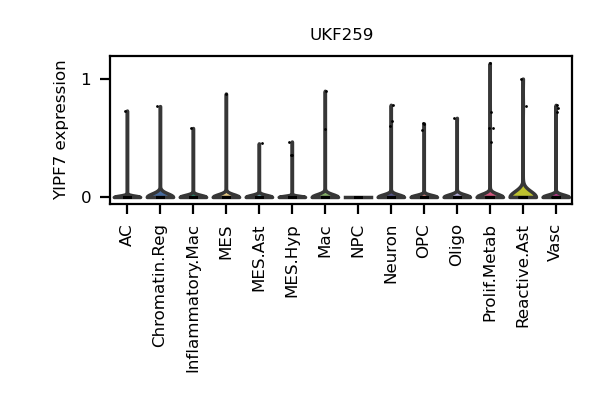 UKF259
YIPF7 expression
1
0
AC
Chromatin.Reg
Inflammatory.Mac
MES
MES.Ast
MES.Hyp
Mac
NPC
Neuron
OPC
Oligo
Prolif.Metab
Reactive.Ast
Vasc